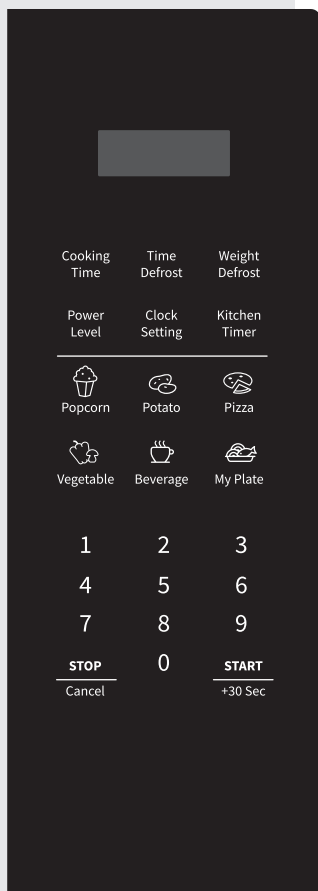 Cooking Time Weight
Time Defrost Defrost
Power Clock Kitchen
Level Setting Timer
Popcorn Potato Pizza
Vegetable Beverage My Plate
1 2 3
4 5 6
7 8 9
STOP 0 START
Cancel +30 Sec